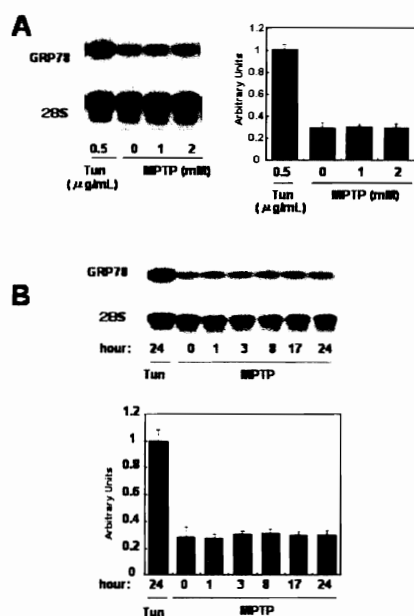 A
GRP78
28S
0.5 0 1 2
Tun MPTP (mM)
(μg/mL)
Arbitrary Units
1.2
1
0.8
0.6
0.4
0.2
0
0.5 0 1 2
Tun MPTP (mM)
(μg/mL)
B
GRP78
28S
hour: 24 0 1 3 8 17 24
Tun MPTP
Arbitrary Units
1.2
1
0.8
0.6
0.4
0.2
0
hour: 24 0 1 3 8 17 24
Tun MPTP